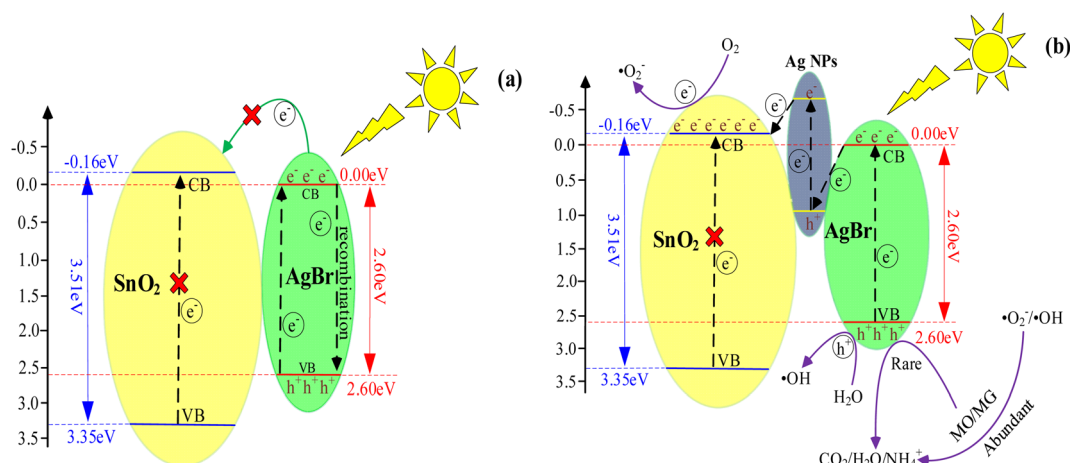 (a)
e⁻
-0.5
0.0
0.5
1.0
1.5
2.0
2.5
3.0
3.5
-0.16eV
3.51eV
3.35eV
CB
SnO₂
e⁻
VB
e⁻ e⁻ e⁻
0.00eV
CB
e⁻
AgBr
recombination
e⁻
VB
h⁺h⁺h⁺
2.60eV
2.60eV
(b)
O₂
•O₂⁻
e⁻
Ag NPs
-0.5
0.0
1.0
1.5
2.0
2.5
3.0
3.5
-0.16eV
3.51eV
3.35eV
e⁻ e⁻ e⁻ e⁻ e⁻ e⁻
CB
SnO₂
e⁻
VB
e⁻
e⁻
e⁻
h⁺
e⁻
e⁻ e⁻ e⁻
0.00eV
CB
AgBr
e⁻
VB
h⁺h⁺h⁺
2.60eV
2.60eV
h⁺
•OH
H₂O
Rare
MO/MG
•O₂⁻/•OH
Abundant
CO₂/H₂O/NH₄⁺